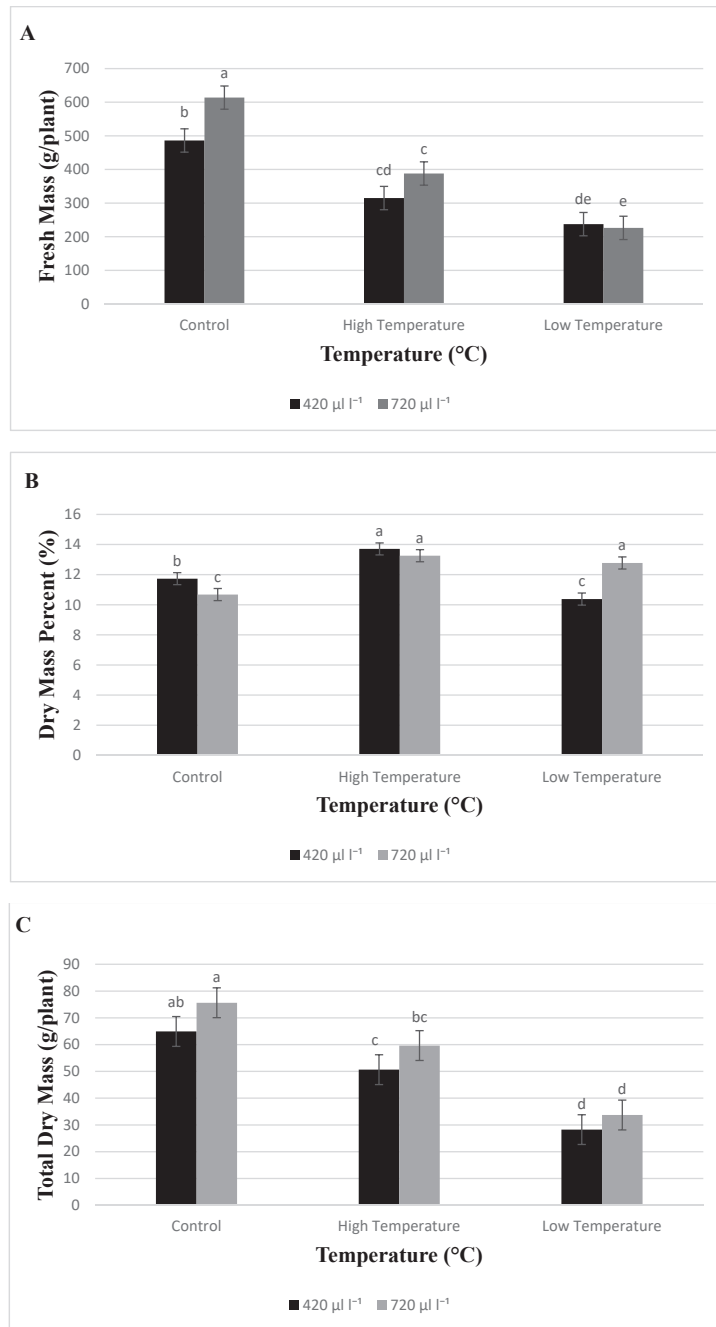 A
Fresh Mass (g/plant)
700
600
500
400
300
200
100
0
b
a
cd
c
de
e
Control
High Temperature
Low Temperature
Temperature (°C)
420 µl l⁻¹
720 µl l⁻¹
B
Dry Mass Percent (%)
16
14
12
10
8
6
4
2
0
b
c
a
a
c
a
Control
High Temperature
Low Temperature
Temperature (°C)
420 µl l⁻¹
720 µl l⁻¹
C
Total Dry Mass (g/plant)
90
80
70
60
50
40
30
20
10
0
ab
a
c
bc
d
d
Control
High Temperature
Low Temperature
Temperature (°C)
420 µl l⁻¹
720 µl l⁻¹